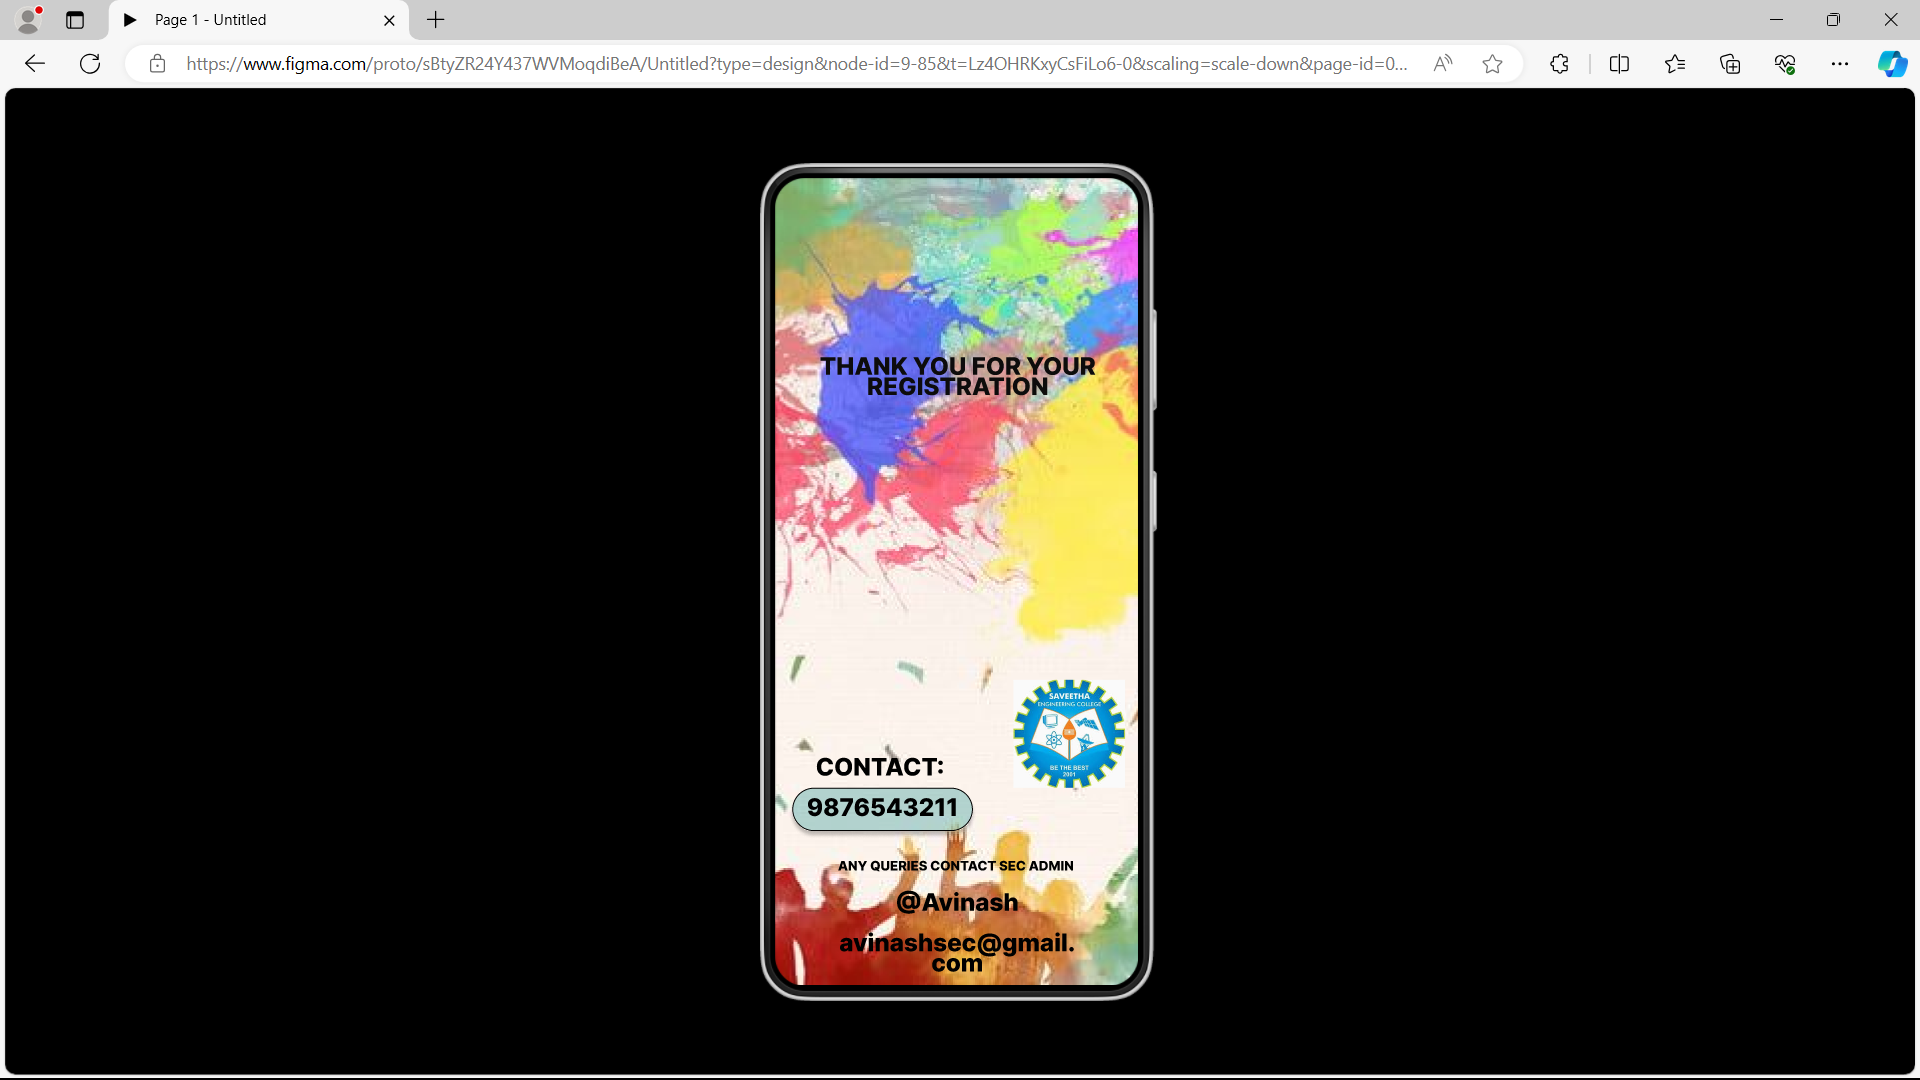 Page 1 - Untitled
https://www.figma.com/proto/sBtyZR24Y437WVMoqdiBeA/Untitled?type=design&node-id=9-85&t=Lz4OHRKxyCsFiLo6-0&scaling=scale-down&page-id=0...
THANK YOU FOR YOUR
REGISTRATION
SAVEETHA
ENGINEERING COLLEGE
BE THE BEST
2001
CONTACT:
9876543211
ANY QUERIES CONTACT SEC ADMIN
@Avinash
avinashsec@gmail.
com